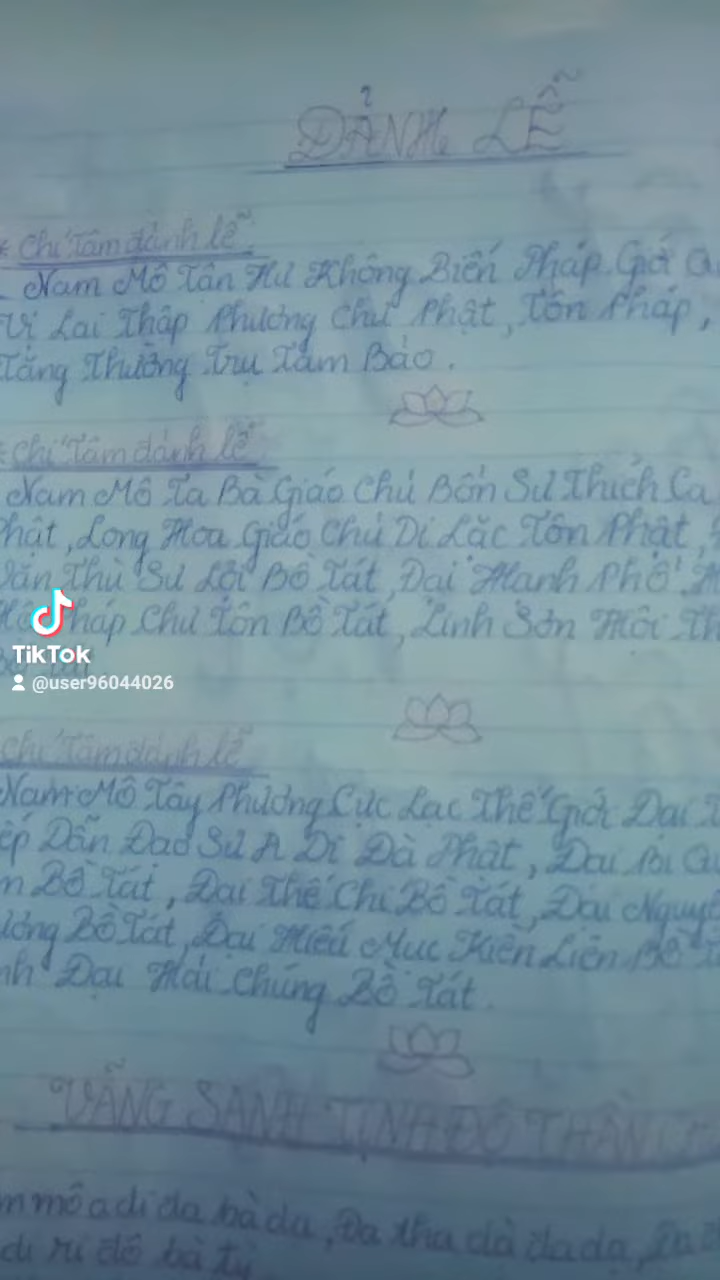 ĐẢNH LỄ
* Chí Tâm đảnh lễ.
_ Nam Mô Tân Hư Không Biến Pháp Giới
Vị Lai Thập Phương Chư Phật, Tôn Pháp,
Tăng Thường Trụ Tam Bảo.
* Chí Tâm đảnh lễ
Nam Mô Ta Bà Giáo Chủ Bổn Sư Thích Ca
Phật, Long Hoa Giáo Chủ Di Lặc Tôn Phật,
Văn Thù Sư Lợi Bồ Tát, Đại Hạnh Phổ
Hộ Pháp Chư Tôn Bồ Tát, Linh Sơn Hội
TikTok
@user96044026
Chí Tâm đảnh lễ
Nam Mô Tây Phương Cực Lạc Thế Giới Đại
Dẫn Đạo Sư A Di Đà Phật, Đại Bi
Bồ Tát, Đại Thế Chí Bồ Tát, Đại
Bồ Tát, Đại Hiếu Mục Kiền Liên Bồ
Đại Hải Chúng Bồ Tát.
VÃNG SANH TỊNH ĐỘ THẦN
mô a di đa bà dạ, Đa tha dà đa dạ,
di rị đô bà tỳ